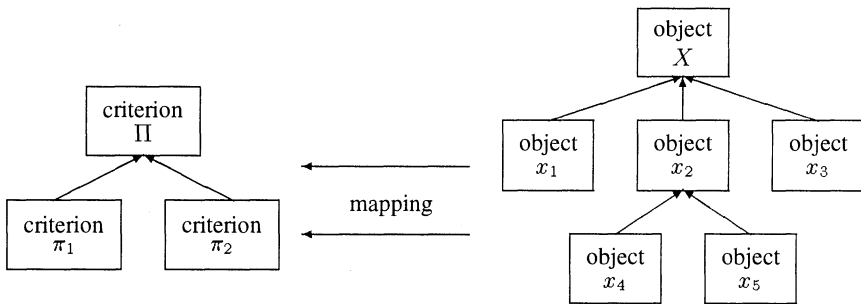 object
X
criterion
Π
object
x₁
object
x₂
object
x₃
mapping
criterion
π₁
criterion
π₂
object
x₄
object
x₅